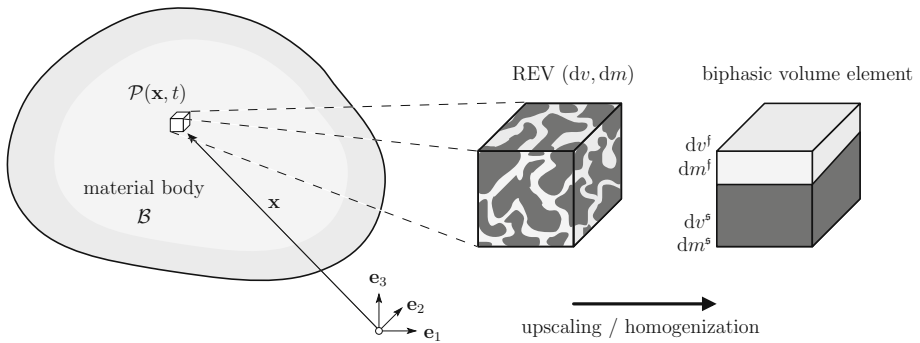 REV (dv, dm)
biphasic volume element
𝒫(x, t)
dv^𝔣
dm^𝔣
material body
ℬ
x
dv^𝔰
dm^𝔰
e₃
e₂
e₁
upscaling / homogenization